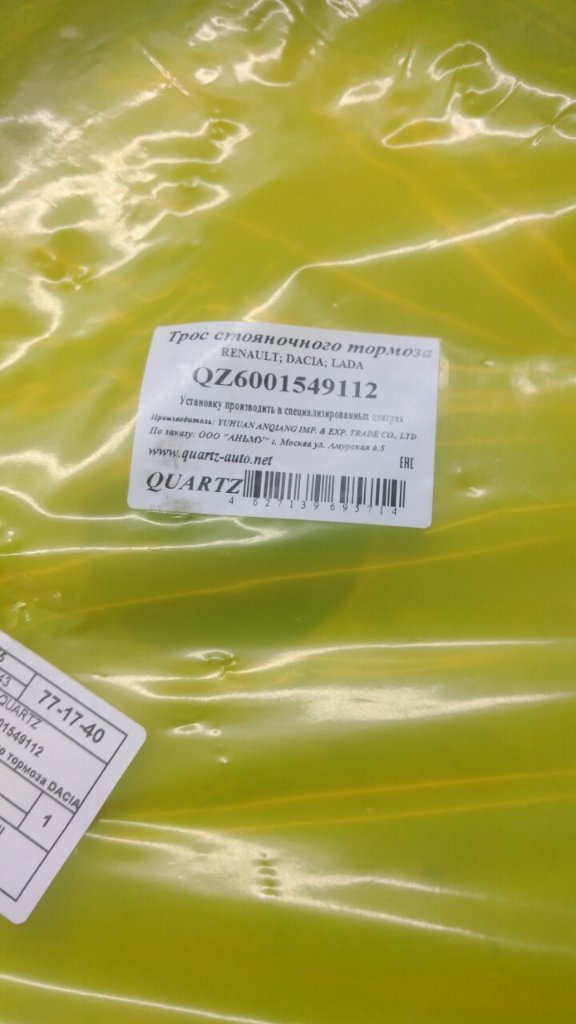 Трос стояночного тормоза
RENAULT; DACIA; LADA
QZ6001549112
Установку производить в специализированных центрах
Производитель: YUHUAN ANQIANG IMP. & EXP. TRADE CO., LTD
По заказу: ООО "АНЬМУ" г. Москва ул. Амурская д.5
www.quartz-auto.net
EAC
QUARTZ
4 627139 695714
77-17-40
QUARTZ
01549112
тормоза DACIA
1